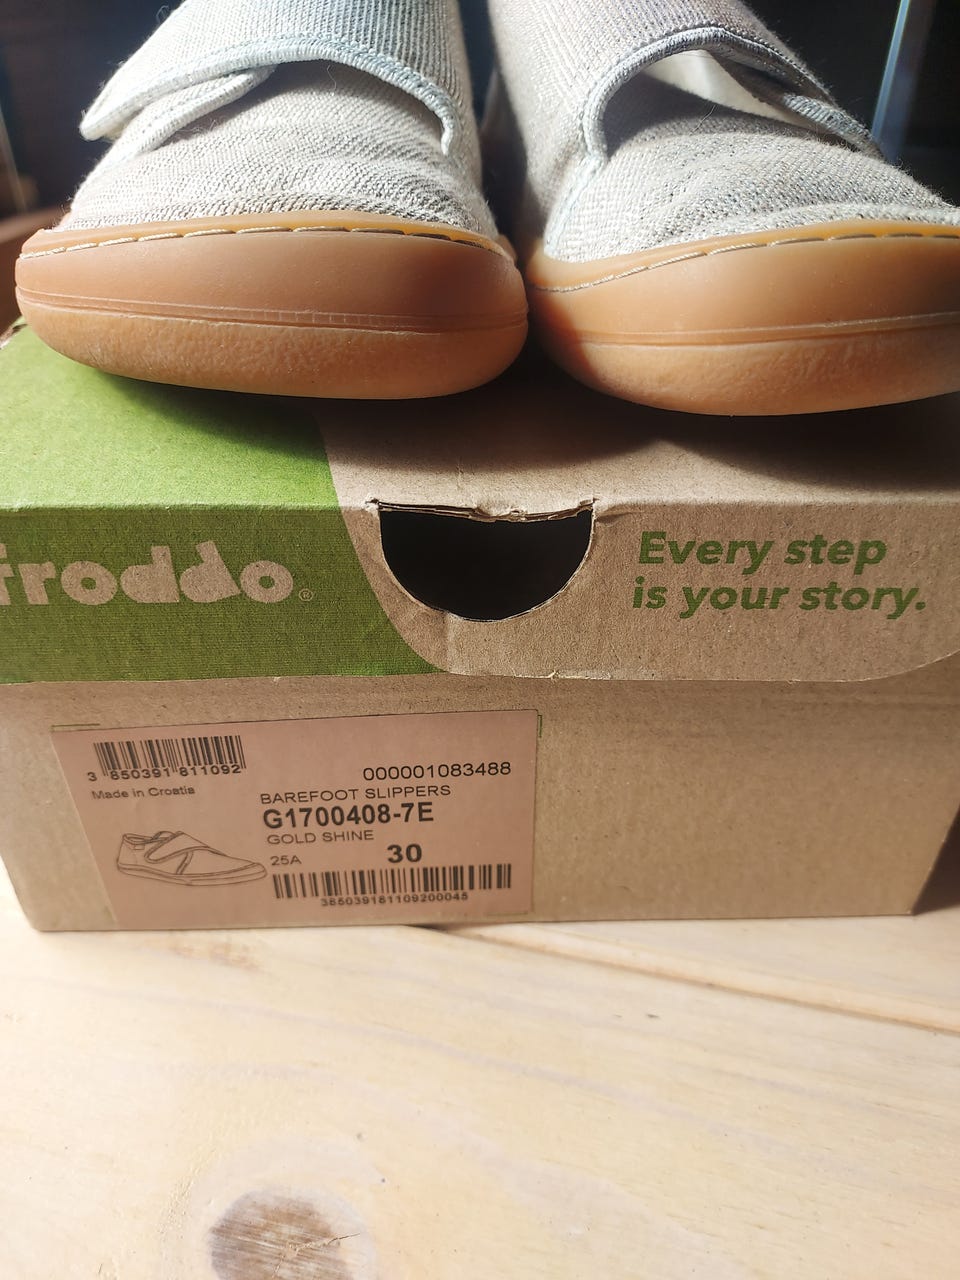 froddo®
Every step
is your story.
3 850391 811092
000001083488
Made in Croatia
BAREFOOT SLIPPERS
G1700408-7E
GOLD SHINE
25A
30
385039181109200045